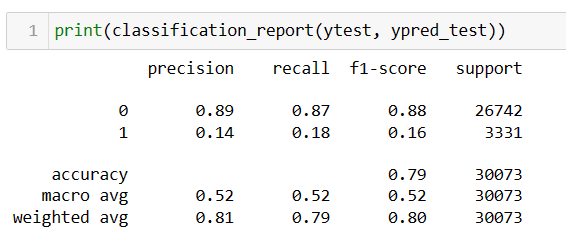 1 print(classification_report(ytest, ypred_test))
precision recall f1-score support
0 0.89 0.87 0.88 26742
1 0.14 0.18 0.16 3331
accuracy 0.79 30073
macro avg 0.52 0.52 0.52 30073
weighted avg 0.81 0.79 0.80 30073